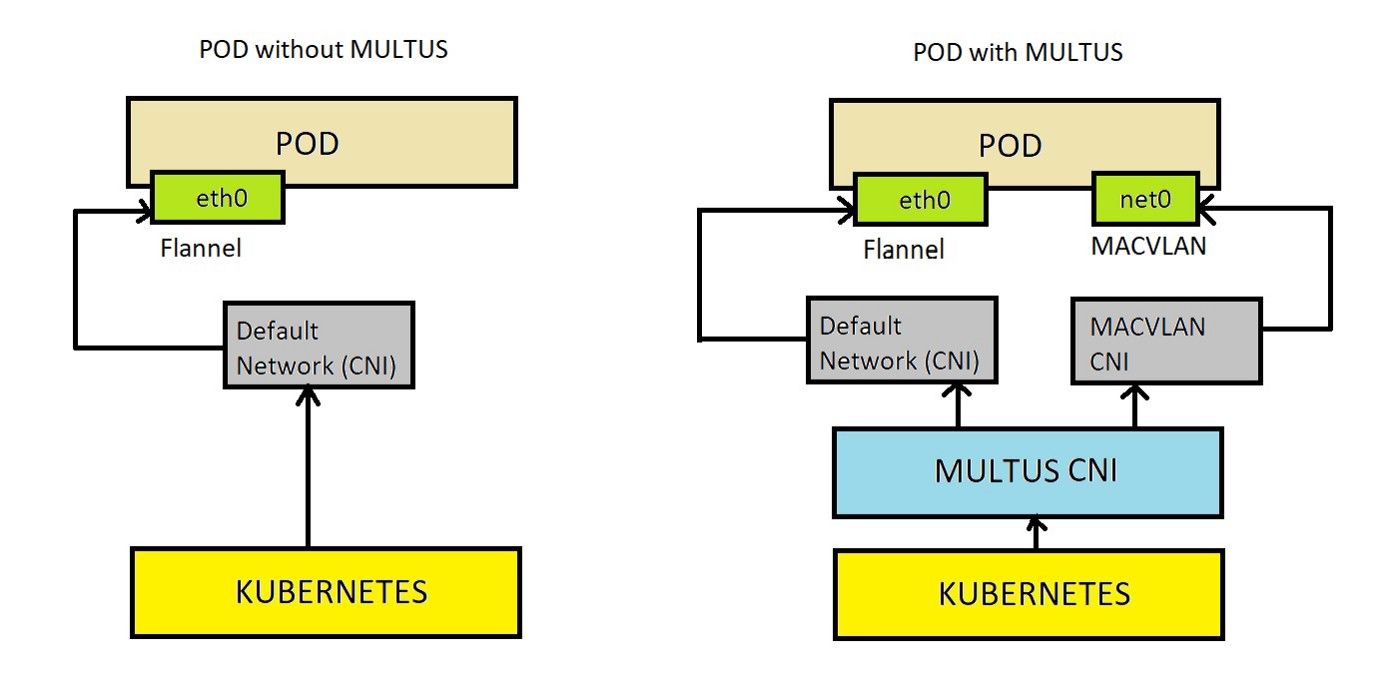 POD without MULTUS
POD
eth0
Flannel
Default
Network (CNI)
KUBERNETES
POD with MULTUS
POD
eth0
net0
Flannel
MACVLAN
Default
Network (CNI)
MACVLAN
CNI
MULTUS CNI
KUBERNETES